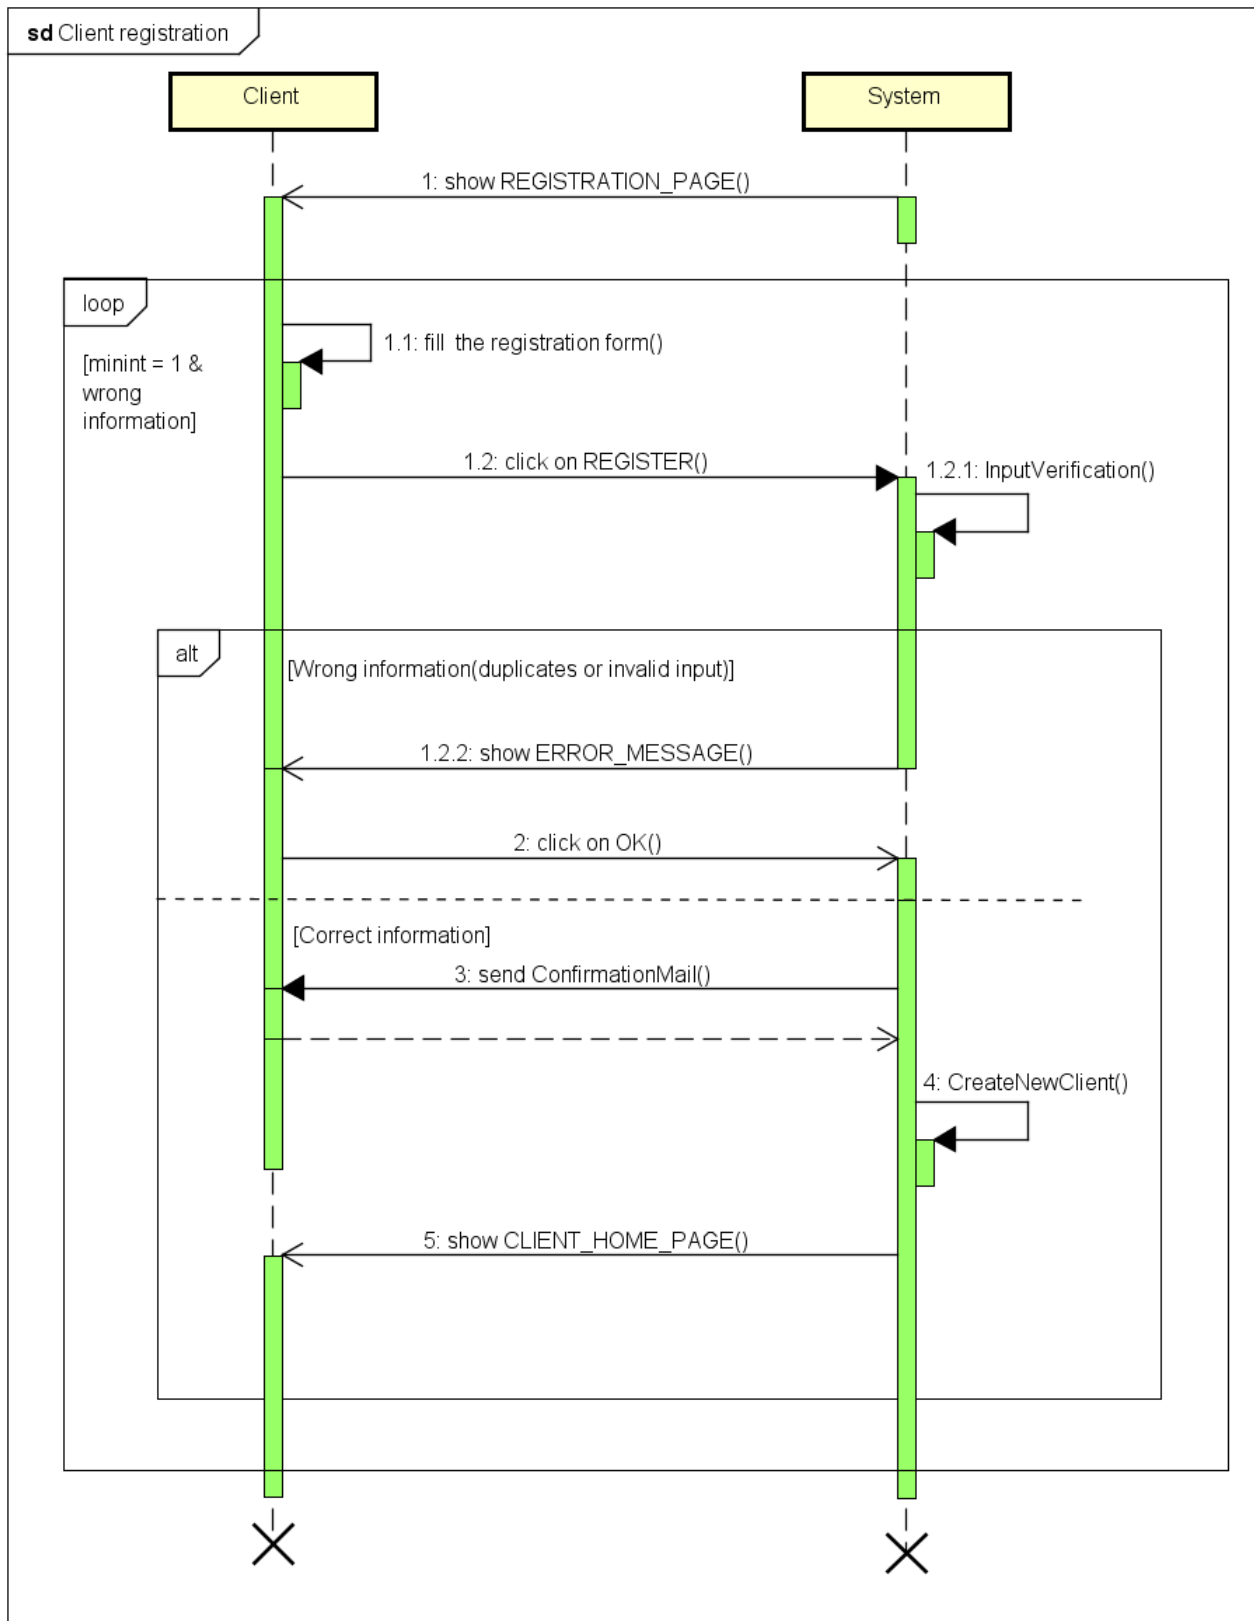 sd Client registration
Client
System
1: show REGISTRATION_PAGE()
loop
[minint = 1 &
wrong
information]
1.1: fill  the registration form()
1.2: click on REGISTER()
1.2.1: InputVerification()
alt
[Wrong information(duplicates or invalid input)]
1.2.2: show ERROR_MESSAGE()
2: click on OK()
[Correct information]
3: send ConfirmationMail()
4: CreateNewClient()
5: show CLIENT_HOME_PAGE()